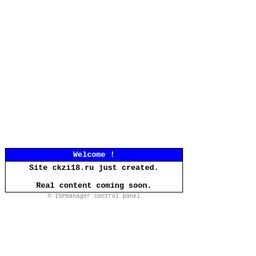 Welcome !
Site ckzi18.ru just created.
Real content coming soon.
© ISPmanager control panel